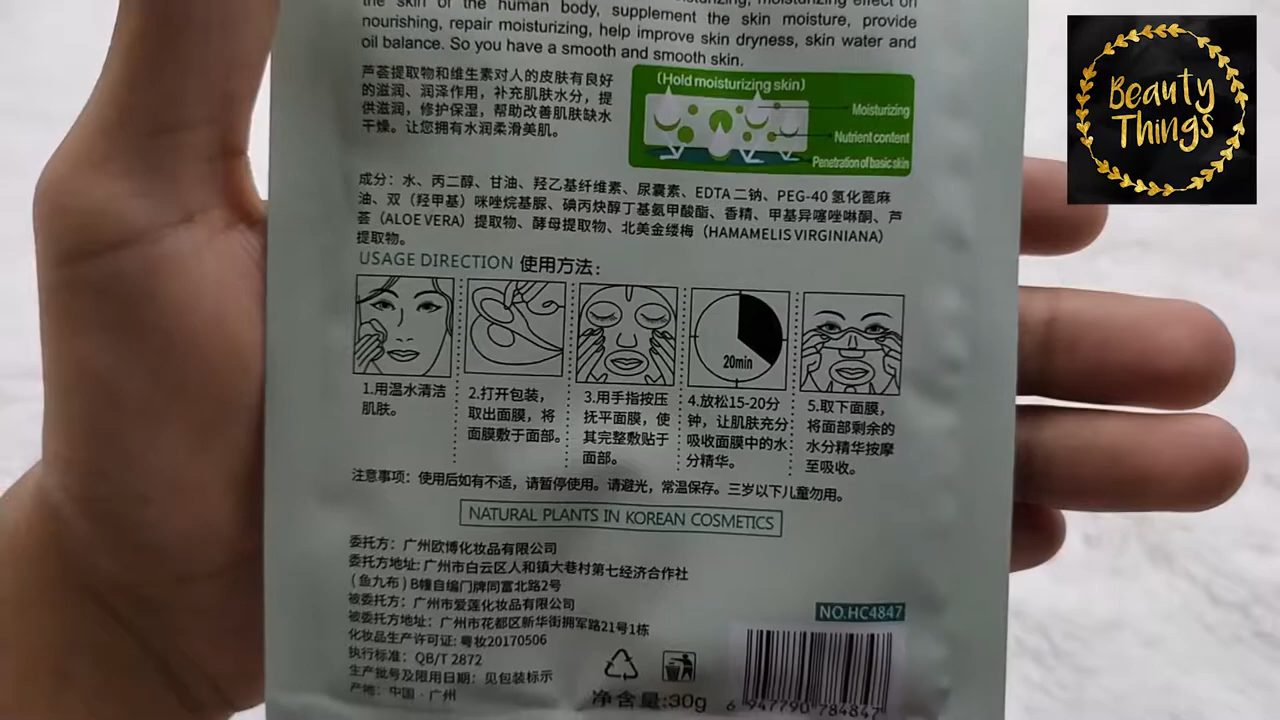 moisturizing, moisturizing effect on
the skin of the human body, supplement the skin moisture, provide
nourishing, repair moisturizing, help improve skin dryness, skin water and
oil balance. So you have a smooth and smooth skin.
芦荟提取物和维生素对人的皮肤有良好
的滋润、润泽作用，补充肌肤水分，提
供滋润，修护保湿，帮助改善肌肤缺水
干燥。让您拥有水润柔滑美肌。
(Hold moisturizing skin)
Moisturizing
Nutrient content
Penetration of basic skin
成分：水、丙二醇、甘油、羟乙基纤维素、尿囊素、EDTA 二钠、PEG-40 氢化蓖麻
油、双（羟甲基）咪唑烷基脲、碘丙炔醇丁基氨甲酸酯、香精、甲基异噻唑啉酮、芦
荟（ALOE VERA）提取物、酵母提取物、北美金缕梅（HAMAMELIS VIRGINIANA）
提取物。
USAGE DIRECTION 使用方法：
20min
1.用温水清洁
肌肤。
2.打开包装，
取出面膜，将
面膜敷于面部。
3.用手指按压
抚平面膜，使
其完整敷贴于
面部。
4.放松15-20分
钟，让肌肤充分
吸收面膜中的水
分精华。
5.取下面膜，
将面部剩余的
水分精华按摩
至吸收。
注意事项：使用后如有不适，请暂停使用。请避光，常温保存。三岁以下儿童勿用。
NATURAL PLANTS IN KOREAN COSMETICS
委托方：广州欧博化妆品有限公司
委托方地址：广州市白云区人和镇大巷村第七经济合作社
(鱼九布) B幢自编门牌同富北路2号
被委托方：广州市爱莲化妆品有限公司
被委托方地址：广州市花都区新华街拥军路21号1栋
化妆品生产许可证: 粤妆20170506
执行标准：QB/T 2872
生产批号及限用日期：见包装标示
产地：中国·广州
净含量:30g
NO.HC4847
6 947790 784847
Beauty
Things